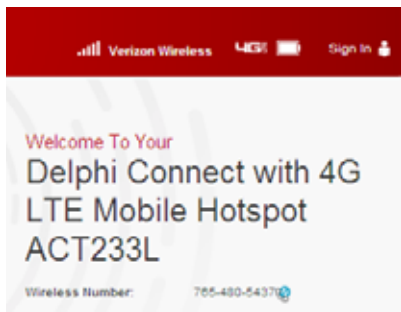 Verizon Wireless 4G Sign In
Welcome To Your
Delphi Connect with 4G
LTE Mobile Hotspot
ACT233L
Wireless Number: 765-480-5437